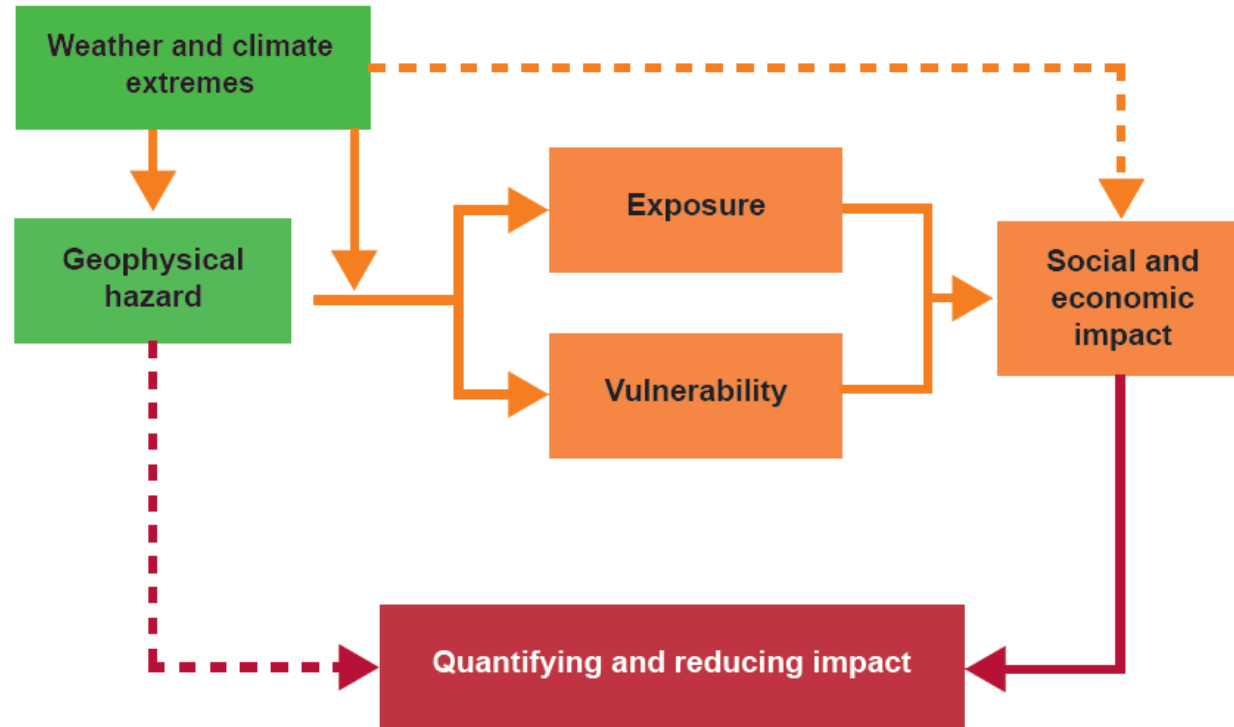 Weather and climate
extremes
Geophysical
hazard
Exposure
Vulnerability
Social and
economic
impact
Quantifying and reducing impact